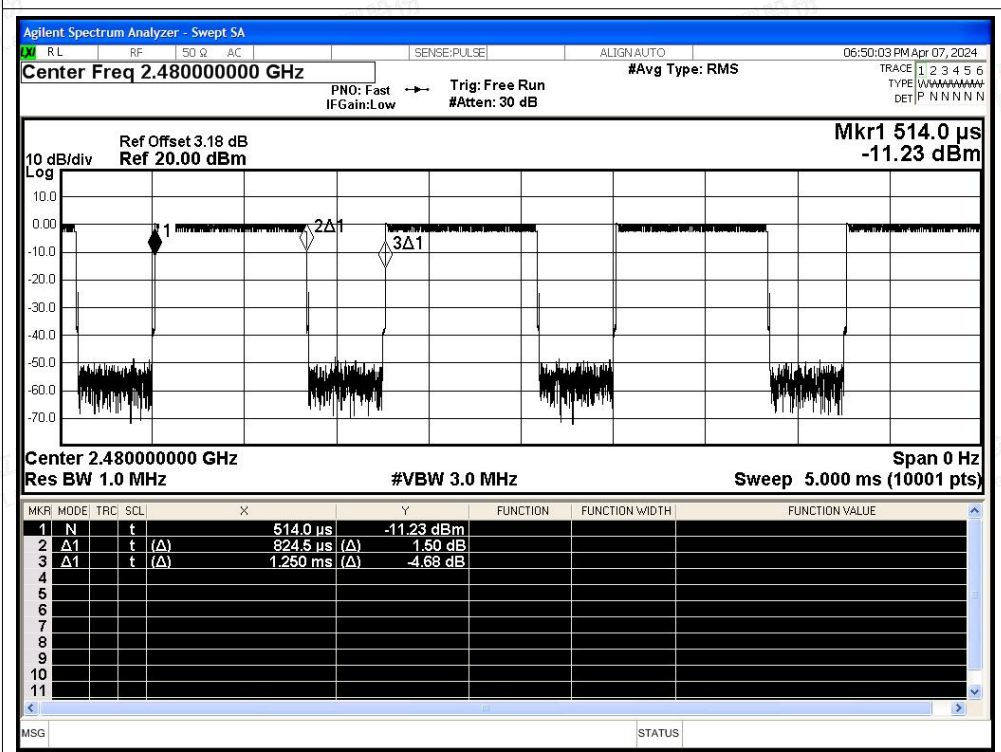 Agilent Spectrum Analyzer - Swept SA
LXI RL RF 50 Ω AC SENSE:PULSE ALIGN AUTO 06:50:03 PM Apr 07, 2024
Center Freq 2.480000000 GHz #Avg Type: RMS TRACE 1 2 3 4 5 6
PNO: Fast Trig: Free Run TYPE WWWWWW
IFGain:Low #Atten: 30 dB DET P N N N N N
Mkr1 514.0 µs
-11.23 dBm
Ref Offset 3.18 dB
10 dB/div Ref 20.00 dBm
Log
10.0
0.00
-10.0
-20.0
-30.0
-40.0
-50.0
-60.0
-70.0
1
2Δ1
3Δ1
Center 2.480000000 GHz Span 0 Hz
Res BW 1.0 MHz #VBW 3.0 MHz Sweep 5.000 ms (10001 pts)
MKR MODE TRC SCL X Y FUNCTION FUNCTION WIDTH FUNCTION VALUE
1 N t 514.0 µs -11.23 dBm
2 Δ1 t (Δ) 824.5 µs (Δ) 1.50 dB
3 Δ1 t (Δ) 1.250 ms (Δ) -4.68 dB
4
5
6
7
8
9
10
11
MSG STATUS